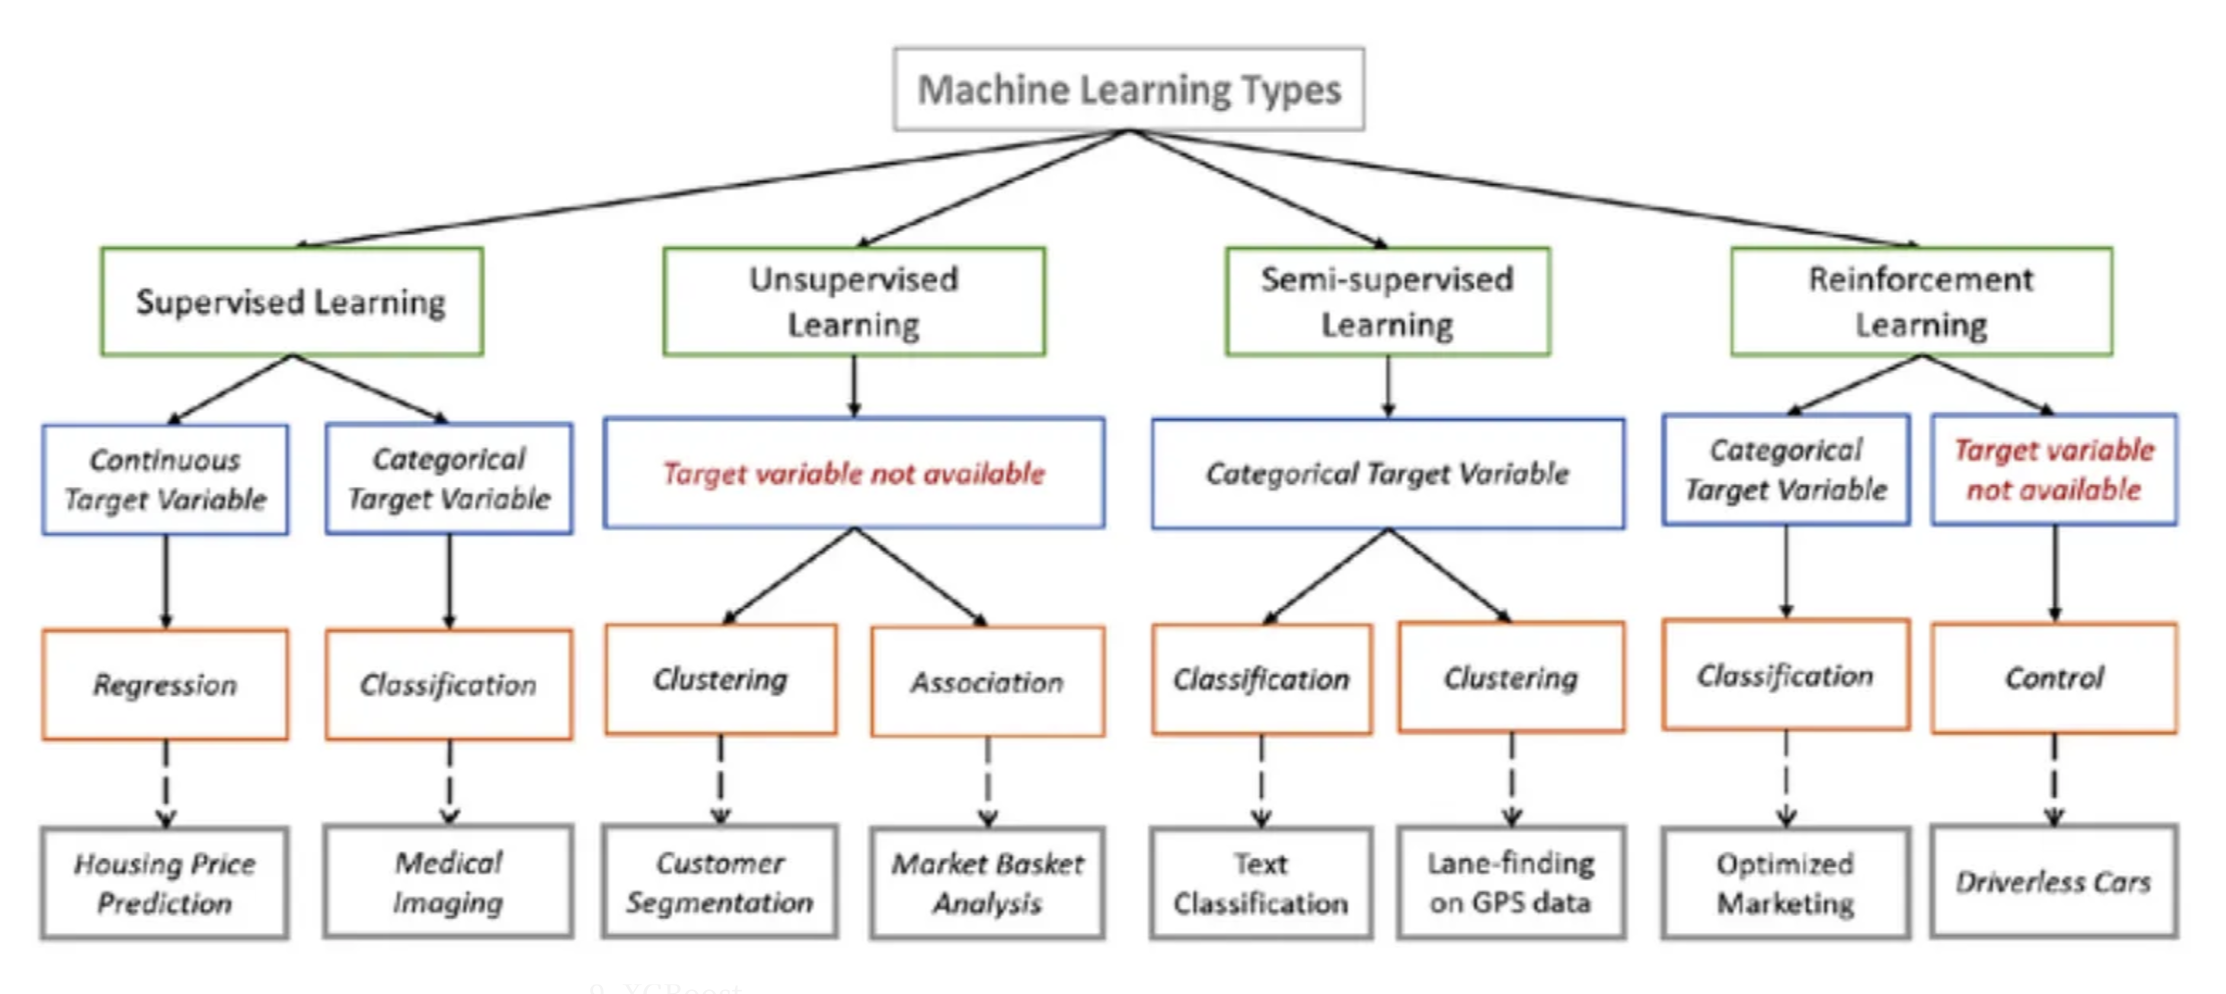 Machine Learning Types
Supervised Learning
Unsupervised
Learning
Semi-supervised
Learning
Reinforcement
Learning
Continuous
Target Variable
Categorical
Target Variable
Target variable not available
Categorical Target Variable
Categorical
Target Variable
Target variable
not available
Regression
Classification
Clustering
Association
Classification
Clustering
Classification
Control
Housing Price
Prediction
Medical
Imaging
Customer
Segmentation
Market Basket
Analysis
Text
Classification
Lane-finding
on GPS data
Optimized
Marketing
Driverless Cars
9. XGBoost